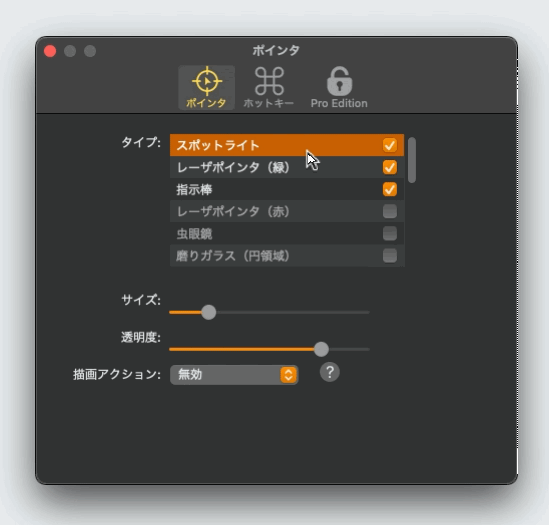 ポインタ
ポインタ ホットキー Pro Edition
タイプ: スポットライト
レーザポインタ（緑）
指示棒
レーザポインタ（赤）
虫眼鏡
磨りガラス（円領域）
サイズ:
透明度:
描画アクション: 無効 ?